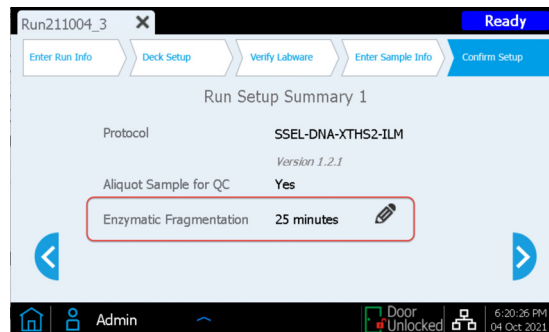 Run211004_3
Ready
Enter Run Info
Deck Setup
Verify Labware
Enter Sample Info
Confirm Setup
Run Setup Summary 1
Protocol SSEL-DNA-XTHS2-ILM
Version 1.2.1
Aliquot Sample for QC Yes
Enzymatic Fragmentation 25 minutes
Admin
Door
Unlocked
6:20:26 PM
04 Oct 2021